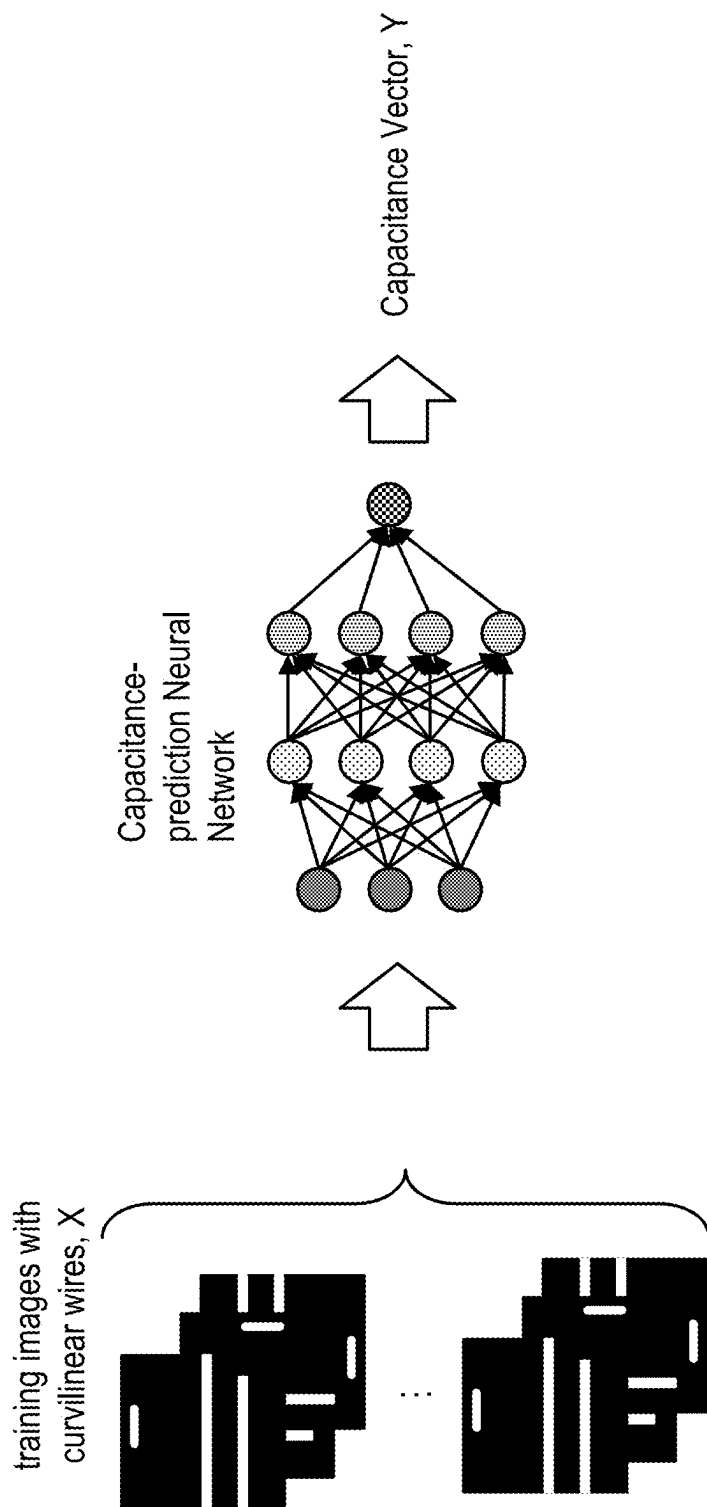 training images with
curvilinear wires, X
...
Capacitance-
prediction Neural
Network
Capacitance Vector, Y